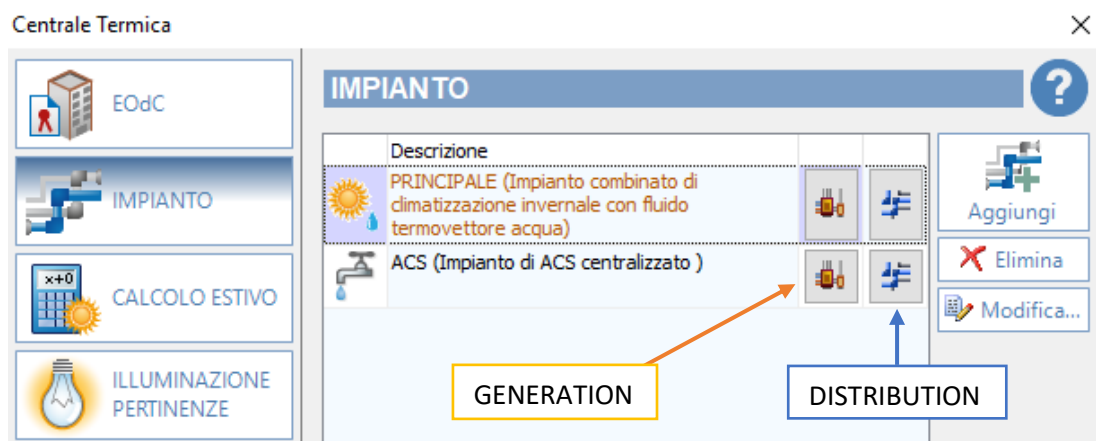 Centrale Termica
EOdC
IMPIANTO
CALCOLO ESTIVO
ILLUMINAZIONE
PERTINENZE
IMPIANTO
?
Descrizione
PRINCIPALE (Impianto combinato di
climatizzazione invernale con fluido
termovettore acqua)
ACS (Impianto di ACS centralizzato )
Aggiungi
Elimina
Modifica...
GENERATION
DISTRIBUTION